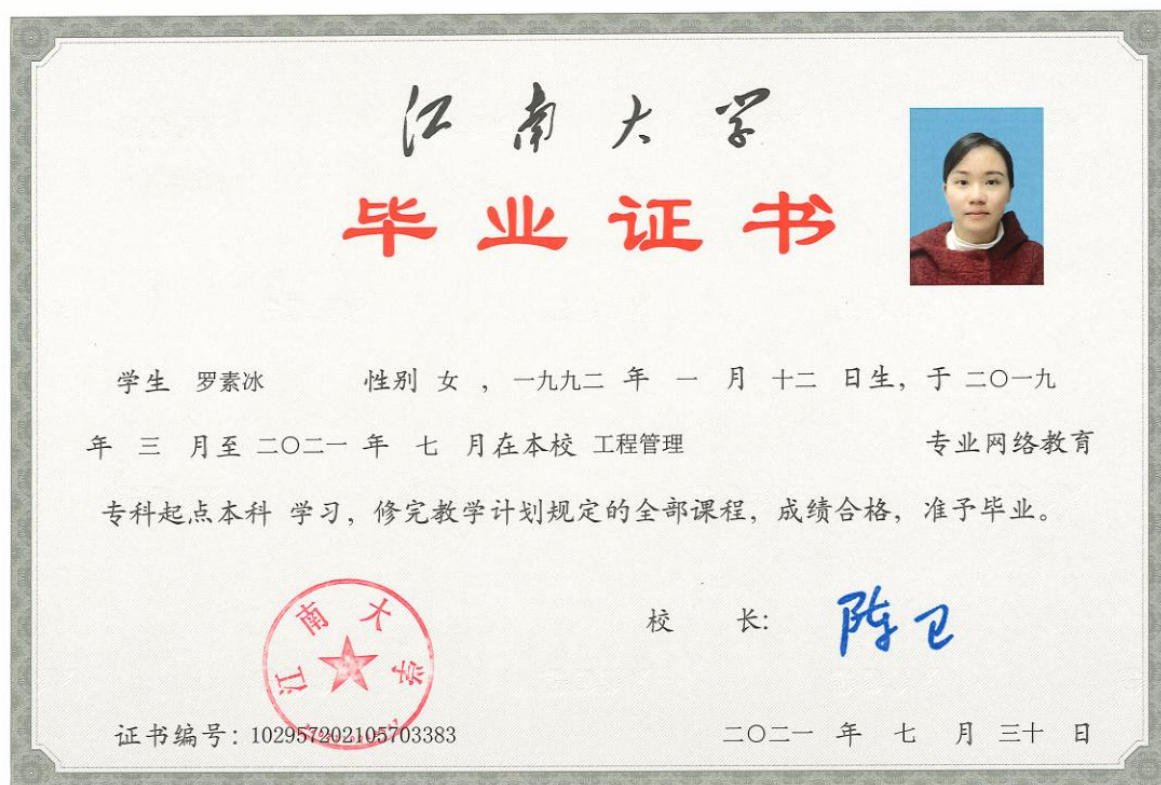 江南大学
毕业证书
学生 罗素冰 性别 女 ，一九九二 年 一 月 十二 日生，于 二〇一九
年 三 月至 二〇二一 年 七 月在本校 工程管理 专业网络教育
专科起点本科 学习，修完教学计划规定的全部课程，成绩合格，准予毕业。
校 长：陈卫
江南大学
证书编号：102957202105703383
二〇二一 年 七 月 三十 日